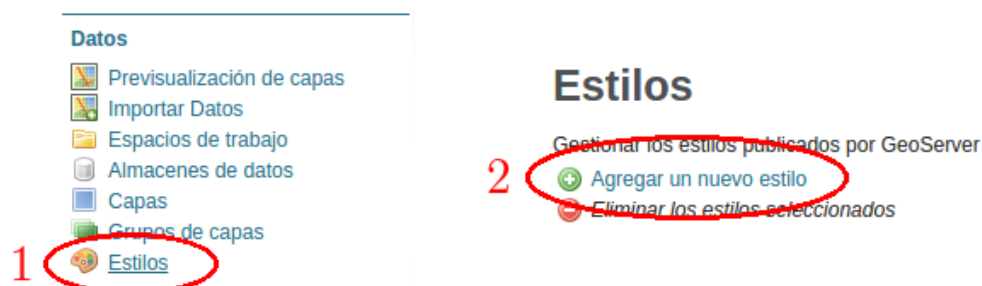 Datos
Previsualización de capas
Importar Datos
Espacios de trabajo
Almacenes de datos
Capas
Grupos de capas
1 Estilos
Estilos
Gestionar los estilos publicados por GeoServer
2 Agregar un nuevo estilo
Eliminar los estilos seleccionados